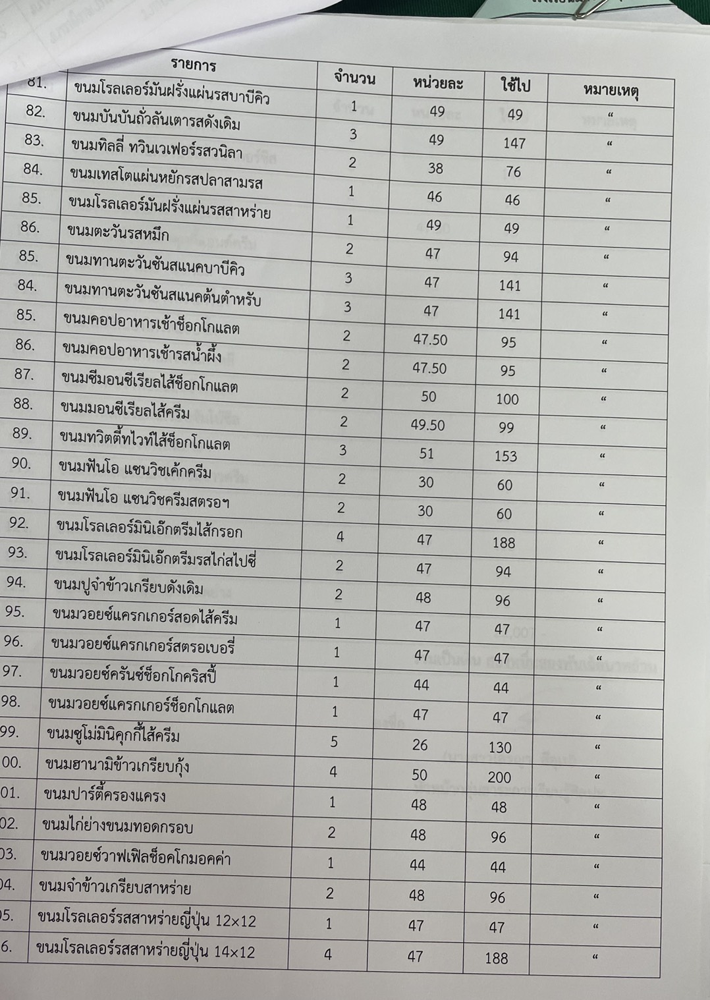 รายการ จำนวน หน่วยละ ใช้ไป หมายเหตุ
81. ขนมโรลเลอร์มันฝรั่งแผ่นรสบาบีคิว 1 49 49 “
82. ขนมบันบันถั่วลันเตารสดังเดิม 3 49 147 “
83. ขนมทิลลี่ ทวินเวเฟอร์รสวนิลา 2 38 76 “
84. ขนมเทสโตแผ่นหยักรสปลาสามรส 1 46 46 “
85. ขนมโรลเลอร์มันฝรั่งแผ่นรสสาหร่าย 1 49 49 “
86. ขนมตะวันรสหมึก 2 47 94 “
85. ขนมทานตะวันซันสแนคบาบีคิว 3 47 141 “
84. ขนมทานตะวันซันสแนคต้นตำหรับ 3 47 141 “
85. ขนมคอปอาหารเช้าช็อกโกแลต 2 47.50 95 “
86. ขนมคอปอาหารเช้ารสน้ำผึ้ง 2 47.50 95 “
87. ขนมซีมอนซีเรียลไส้ช็อกโกแลต 2 50 100 “
88. ขนมมอนซีเรียลไส้ครีม 2 49.50 99 “
89. ขนมทวิตตี้ทไวท์ไส้ช็อกโกแลต 3 51 153 “
90. ขนมฟันโอ แซนวิชเค้กครีม 2 30 60 “
91. ขนมฟันโอ แซนวิชครีมสตรอฯ 2 30 60 “
92. ขนมโรลเลอร์มินิเอ๊กตรีมไส้กรอก 4 47 188 “
93. ขนมโรลเลอร์มินิเอ๊กตรีมรสไก่สไปซี่ 2 47 94 “
94. ขนมปูจ๋าข้าวเกรียบดังเดิม 2 48 96 “
95. ขนมวอยซ์แครกเกอร์สอดไส้ครีม 1 47 47 “
96. ขนมวอยซ์แครกเกอร์สตรอเบอรี่ 1 47 47 “
97. ขนมวอยซ์ครันซ์ช็อกโกคริสปี้ 1 44 44 “
98. ขนมวอยซ์แครกเกอร์ช็อกโกแลต 1 47 47 “
99. ขนมซูโม่มินิคุกกี้ไส้ครีม 5 26 130 “
00. ขนมฮานามิข้าวเกรียบกุ้ง 4 50 200 “
01. ขนมปาร์ตี้ครองแครง 1 48 48 “
02. ขนมไก่ย่างขนมทอดกรอบ 2 48 96 “
03. ขนมวอยซ์วาฟเฟิลช็อคโกมอคค่า 1 44 44 “
04. ขนมจ๋าข้าวเกรียบสาหร่าย 2 48 96 “
05. ขนมโรลเลอร์รสสาหร่ายญี่ปุ่น 12×12 1 47 47 “
6. ขนมโรลเลอร์รสสาหร่ายญี่ปุ่น 14×12 4 47 188 “